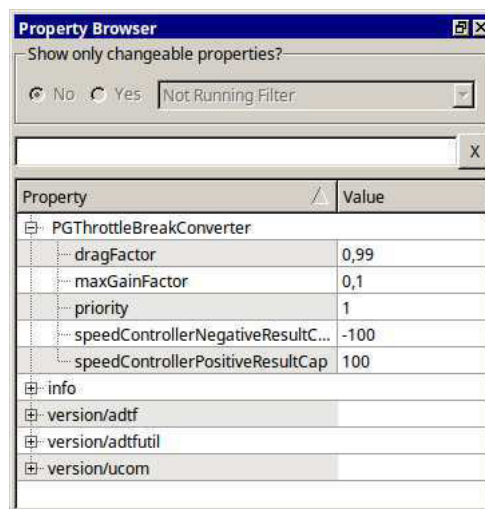 Property Browser
Show only changeable properties?
No Yes Not Running Filter
X
Property Value
PGThrottleBreakConverter
dragFactor 0,99
maxGainFactor 0,1
priority 1
speedControllerNegativeResultC... -100
speedControllerPositiveResultCap 100
info
version/adtf
version/adtfutil
version/ucom